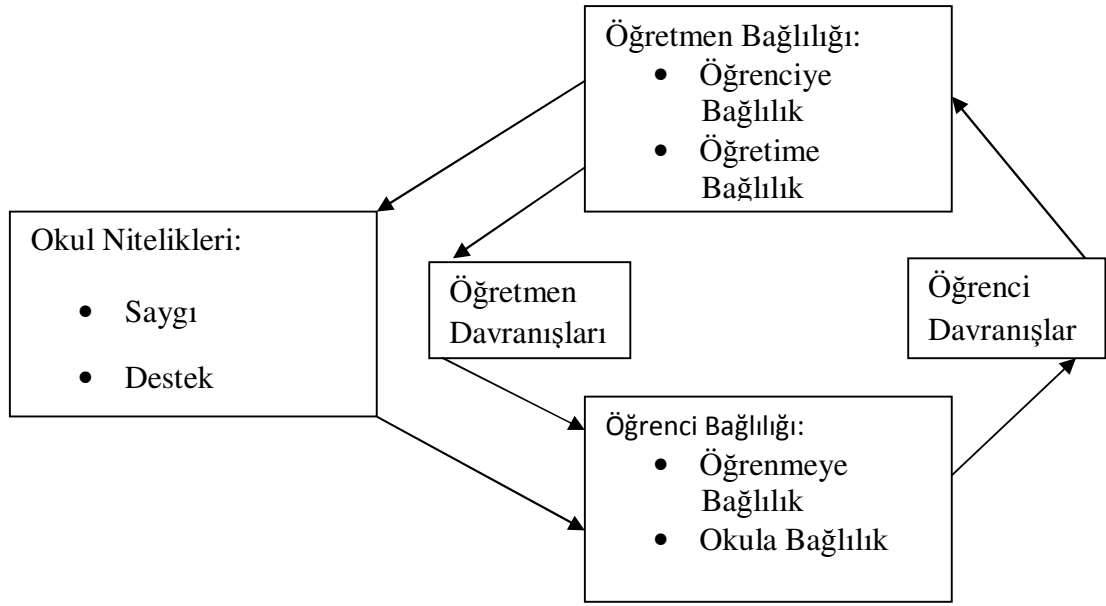 Öğretmen Bağlılığı:
• Öğrenciye
Bağlılık
• Öğretime
Bağlılık
Okul Nitelikleri:
• Saygı
• Destek
Öğretmen
Davranışları
Öğrenci
Davranışlar
Öğrenci Bağlılığı:
• Öğrenmeye
Bağlılık
• Okula Bağlılık